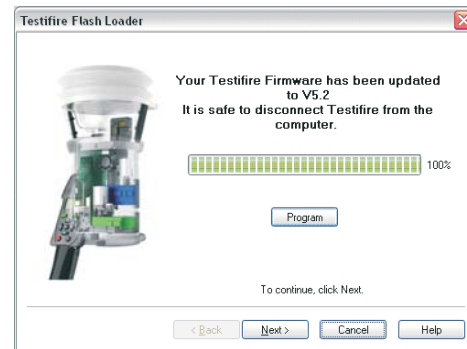 Testifire Flash Loader
Your Testifire Firmware has been updated
to V5.2
It is safe to disconnect Testifire from the
computer.
100%
Program
To continue, click Next.
< Back
Next >
Cancel
Help